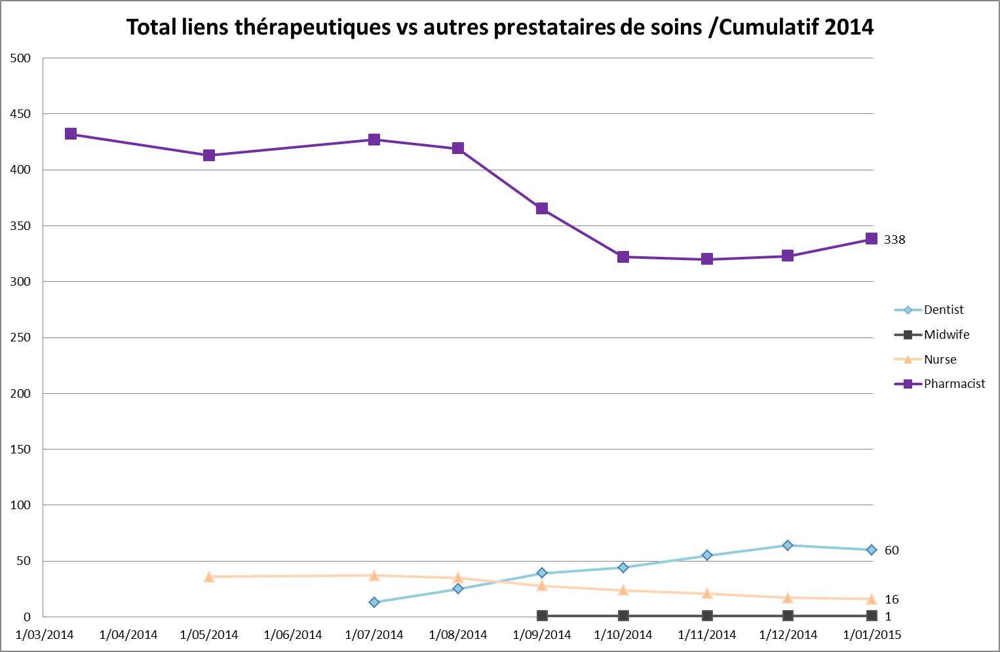 Total liens thérapeutiques vs autres prestataires de soins /Cumulatif 2014
500
450
400
350
300
250
200
150
100
50
0
338
60
16
1
Dentist
Midwife
Nurse
Pharmacist
1/03/2014 1/04/2014 1/05/2014 1/06/2014 1/07/2014 1/08/2014 1/09/2014 1/10/2014 1/11/2014 1/12/2014 1/01/2015